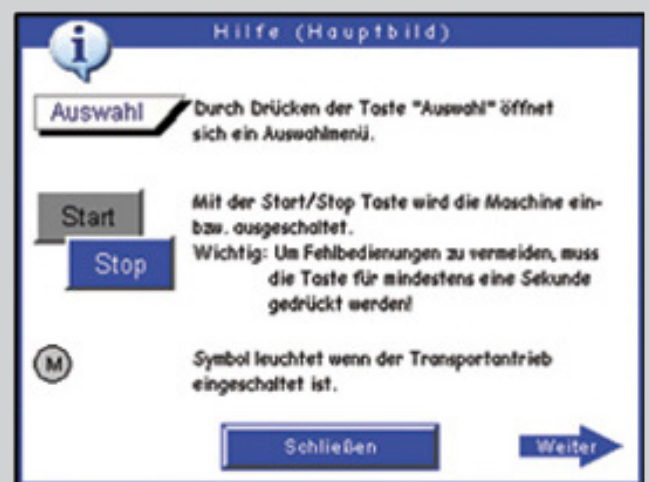 Hilfe (Hauptbild)
Auswahl
Durch Drücken der Taste "Auswahl" öffnet
sich ein Auswahlmenü.
Start
Stop
Mit der Start/Stop Taste wird die Maschine ein-
bzw. ausgeschaltet.
Wichtig: Um Fehlbedienungen zu vermeiden, muss
die Taste für mindestens eine Sekunde
gedrückt werden!
M
Symbol leuchtet wenn der Transportantrieb
eingeschaltet ist.
Schließen
Weiter